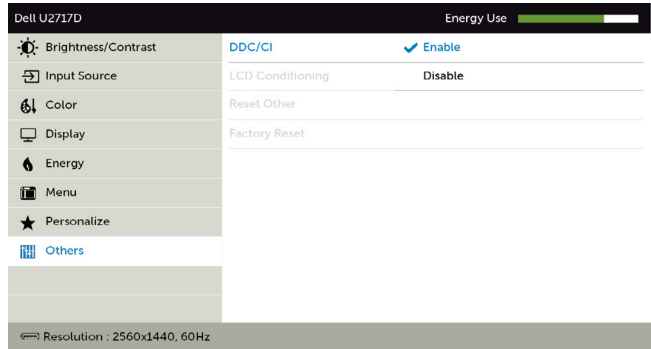 Dell U2717D
Energy Use
Brightness/Contrast
DDC/CI
Enable
Input Source
LCD Conditioning
Disable
Color
Reset Other
Display
Factory Reset
Energy
Menu
Personalize
Others
Resolution : 2560x1440, 60Hz